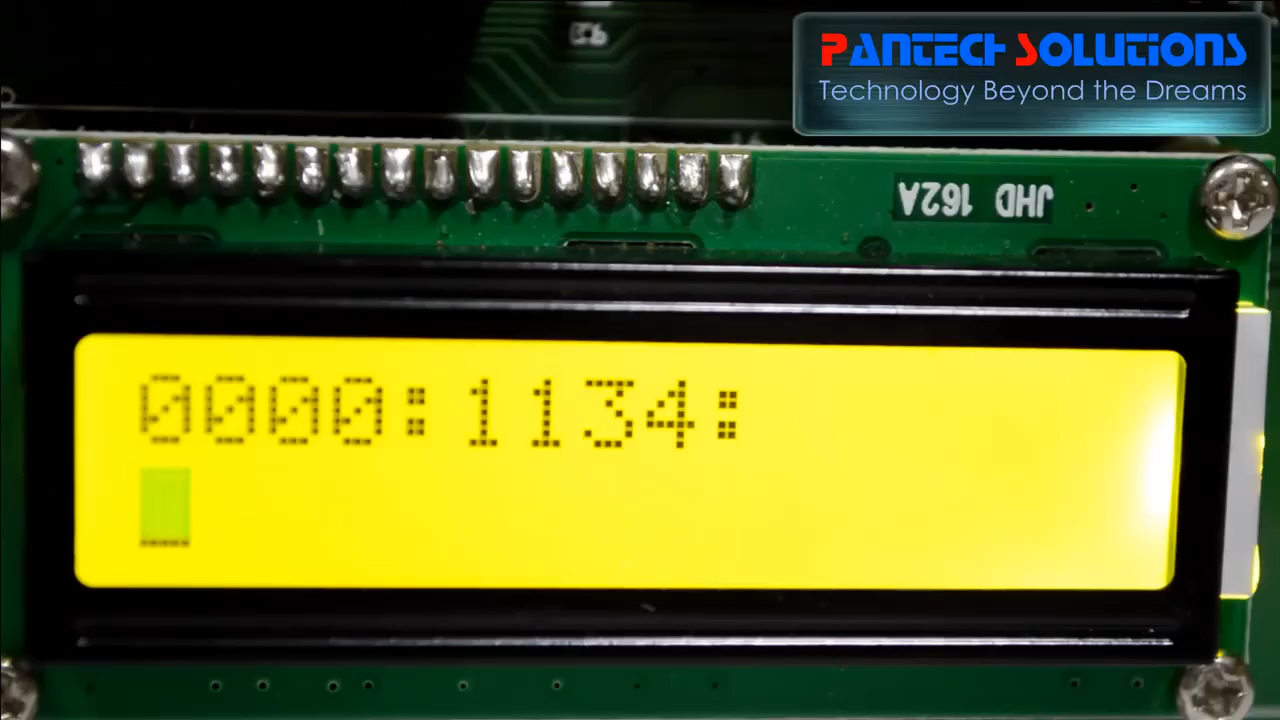 PANTECH SOLUTIONS
Technology Beyond the Dreams
JHD 162A
0000:1134: